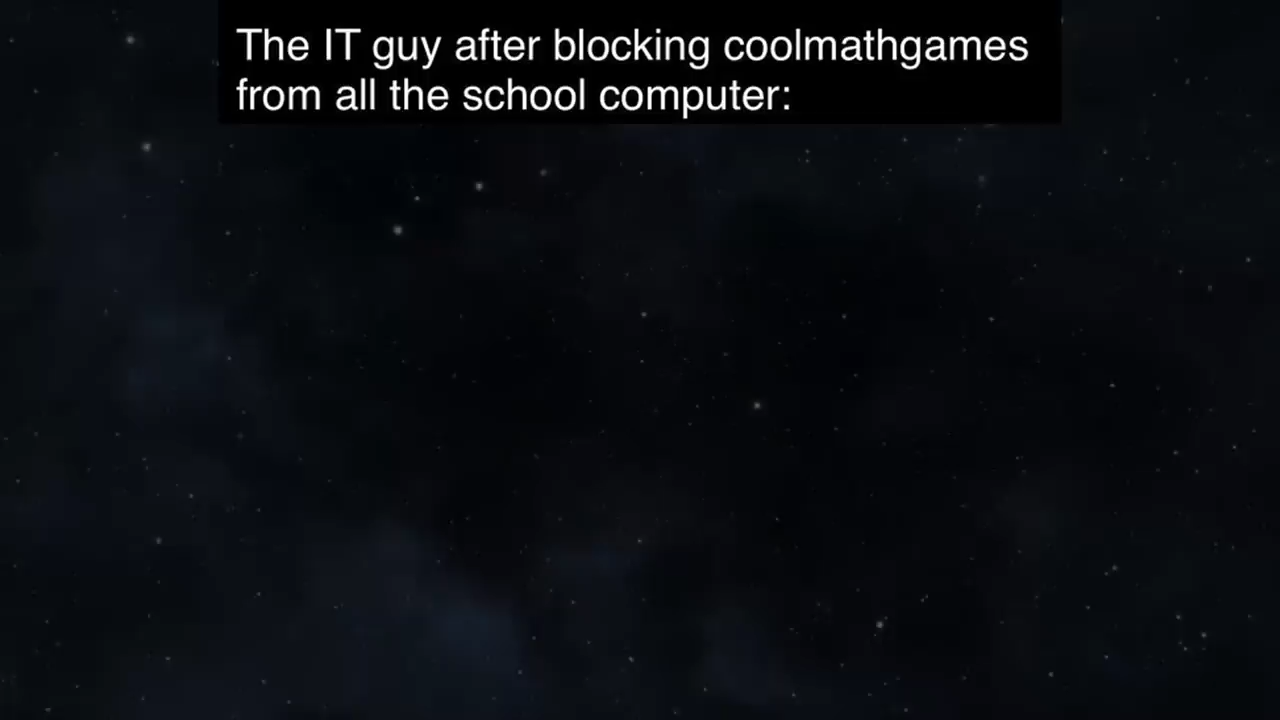 The IT guy after blocking coolmathgames
from all the school computer: